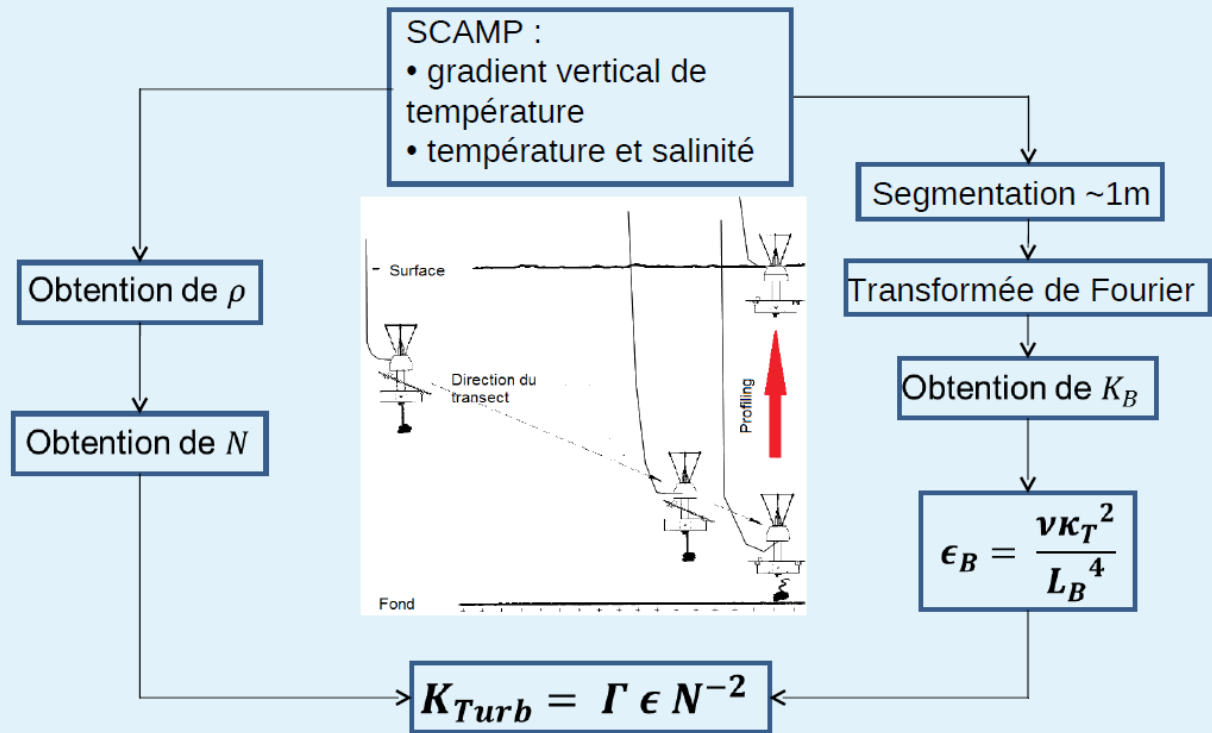 SCAMP :
• gradient vertical de
température
• température et salinité
Segmentation ~1m
Transformée de Fourier
Obtention de K_B
ϵ_B = νκ_T² / L_B⁴
Obtention de ρ
Obtention de N
Surface
Direction du
transect
Profiling
Fond
K_Turb = Γ ϵ N⁻²